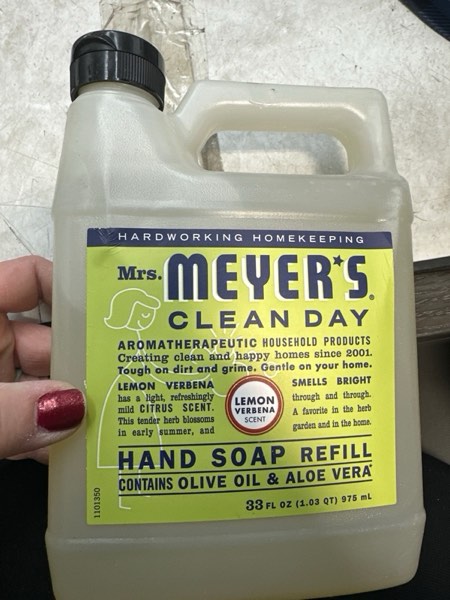 HARDWORKING HOMEKEEPING
Mrs. MEYER'S®
CLEAN DAY
AROMATHERAPEUTIC HOUSEHOLD PRODUCTS
Creating clean and happy homes since 2001.
Tough on dirt and grime. Gentle on your home.
LEMON VERBENA
has a light, refreshingly
mild CITRUS SCENT.
This tender herb blossoms
in early summer, and
LEMON
VERBENA
SCENT
SMELLS BRIGHT
through and through.
A favorite in the herb
garden and in the home.
HAND SOAP REFILL
CONTAINS OLIVE OIL & ALOE VERA*
33 FL OZ (1.03 QT) 975 mL
1101350